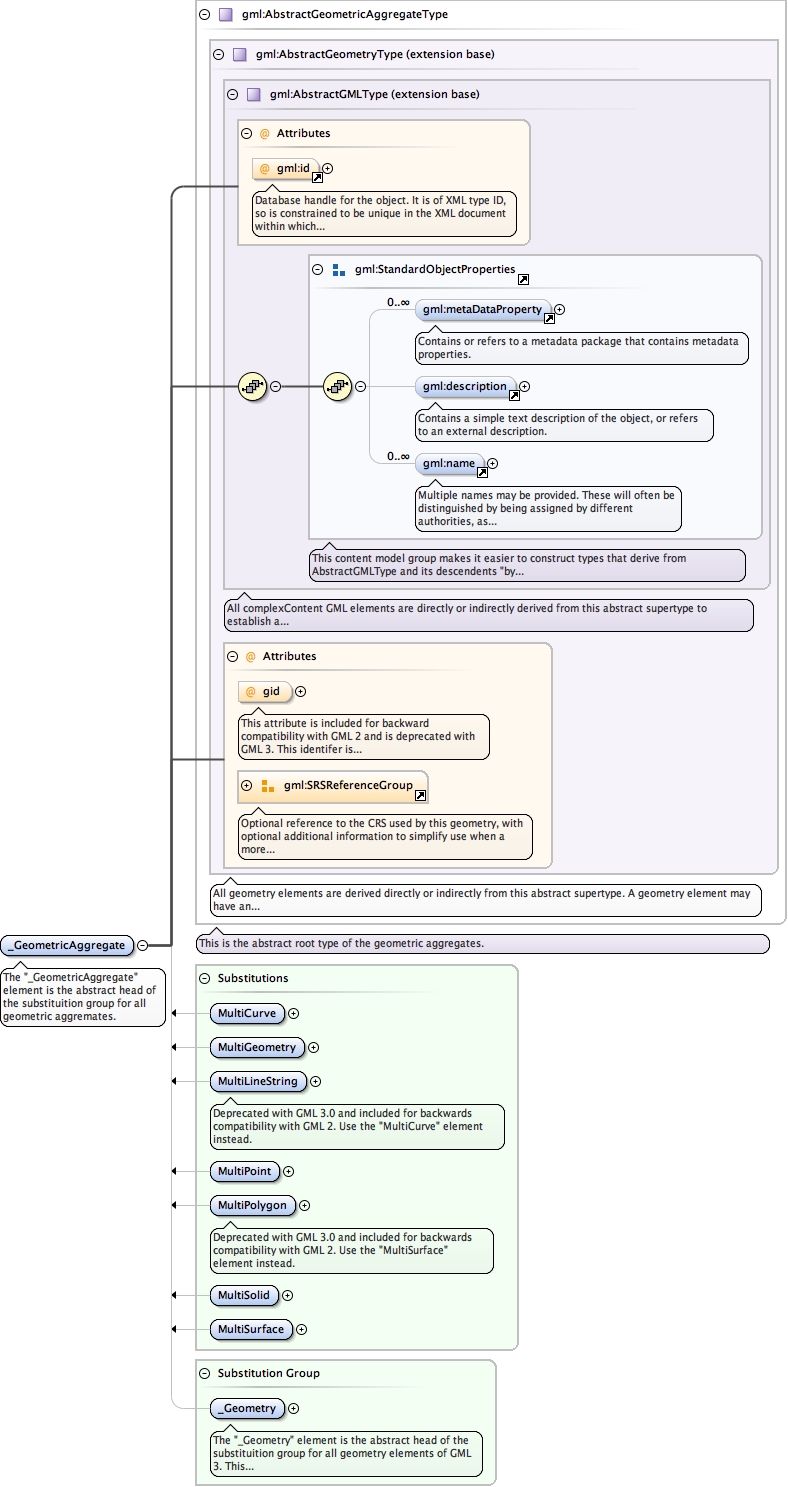 gml:AbstractGeometricAggregateType
gml:AbstractGeometryType (extension base)
gml:AbstractGMLType (extension base)
@ Attributes
@ gml:id
Database handle for the object. It is of XML type ID,
so is constrained to be unique in the XML document
within which...
gml:StandardObjectProperties
0..∞
gml:metaDataProperty
Contains or refers to a metadata package that contains metadata
properties.
gml:description
Contains a simple text description of the object, or refers
to an external description.
0..∞
gml:name
Multiple names may be provided. These will often be
distinguished by being assigned by different
authorities, as...
This content model group makes it easier to construct types that derive from
AbstractGMLType and its descendents "by...
All complexContent GML elements are directly or indirectly derived from this abstract supertype to
establish a...
@ Attributes
@ gid
This attribute is included for backward
compatibility with GML 2 and is deprecated with
GML 3. This identifer is...
gml:SRSReferenceGroup
Optional reference to the CRS used by this geometry, with
optional additional information to simplify use when a
more...
All geometry elements are derived directly or indirectly from this abstract supertype. A geometry element may
have an...
This is the abstract root type of the geometric aggregates.
_GeometricAggregate
The "_GeometricAggregate"
element is the abstract head of
the substituition group for all
geometric aggremates.
Substitutions
MultiCurve
MultiGeometry
MultiLineString
Deprecated with GML 3.0 and included for backwards
compatibility with GML 2. Use the "MultiCurve" element
instead.
MultiPoint
MultiPolygon
Deprecated with GML 3.0 and included for backwards
compatibility with GML 2. Use the "MultiSurface"
element instead.
MultiSolid
MultiSurface
Substitution Group
_Geometry
The "_Geometry" element is the abstract head of the
substituition group for all geometry elements of GML
3. This...